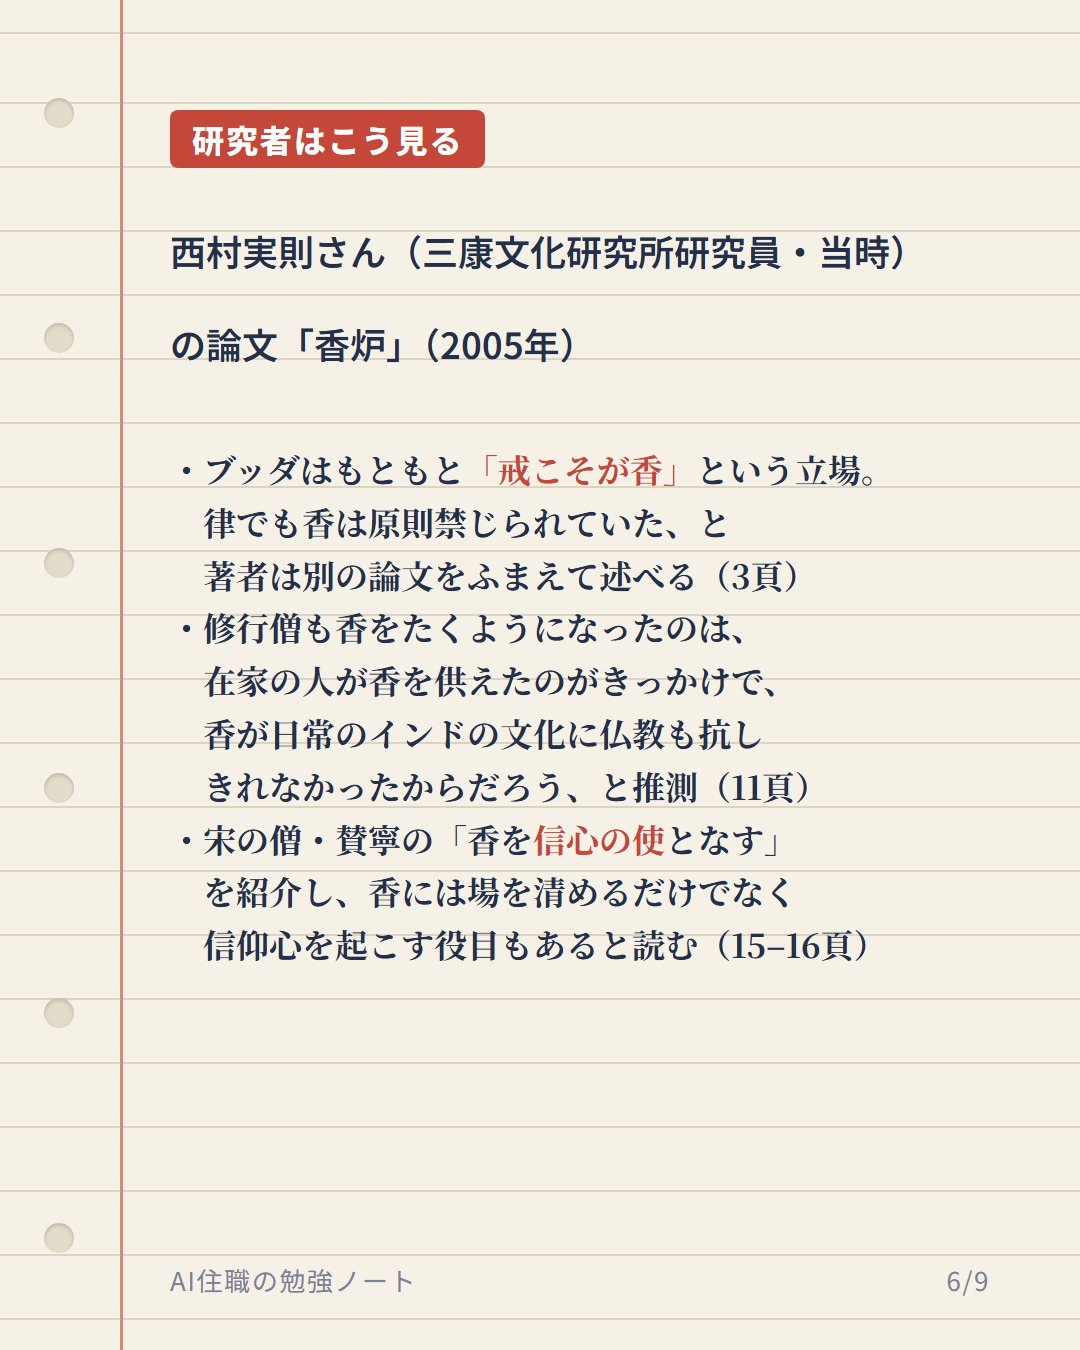 研究者はこう見る
西村実則さん（三康文化研究所研究員・当時）
の論文「香炉」（2005年）
・ブッダはもともと「戒こそが香」という立場。
律でも香は原則禁じられていた、と
著者は別の論文をふまえて述べる（3頁）
・修行僧も香をたくようになったのは、
在家の人が香を供えたのがきっかけで、
香が日常のインドの文化に仏教も抗し
きれなかったからだろう、と推測（11頁）
・宋の僧・賛寧の「香を信心の使となす」
を紹介し、香には場を清めるだけでなく
信仰心を起こす役目もあると読む（15–16頁）
AI住職の勉強ノート
6/9